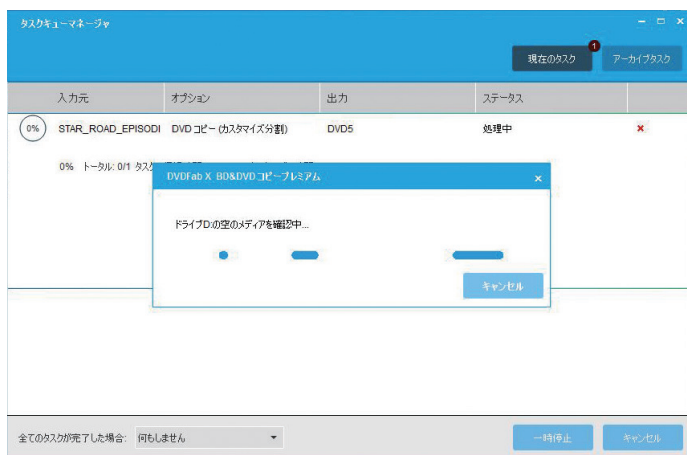 タスクキューマネージャ
現在のタスク
1
アーカイブタスク
入力元 オプション 出力 ステータス
0% STAR_ROAD_EPISODI DVD コピー (カスタマイズ分割) DVD5 処理中
0% トータル: 0/1 タスク
DVDFab X BD&DVD コピープレミアム
ドライブD:の空のメディアを確認中...
キャンセル
全てのタスクが完了した場合: 何もしません
一時停止
キャンセル